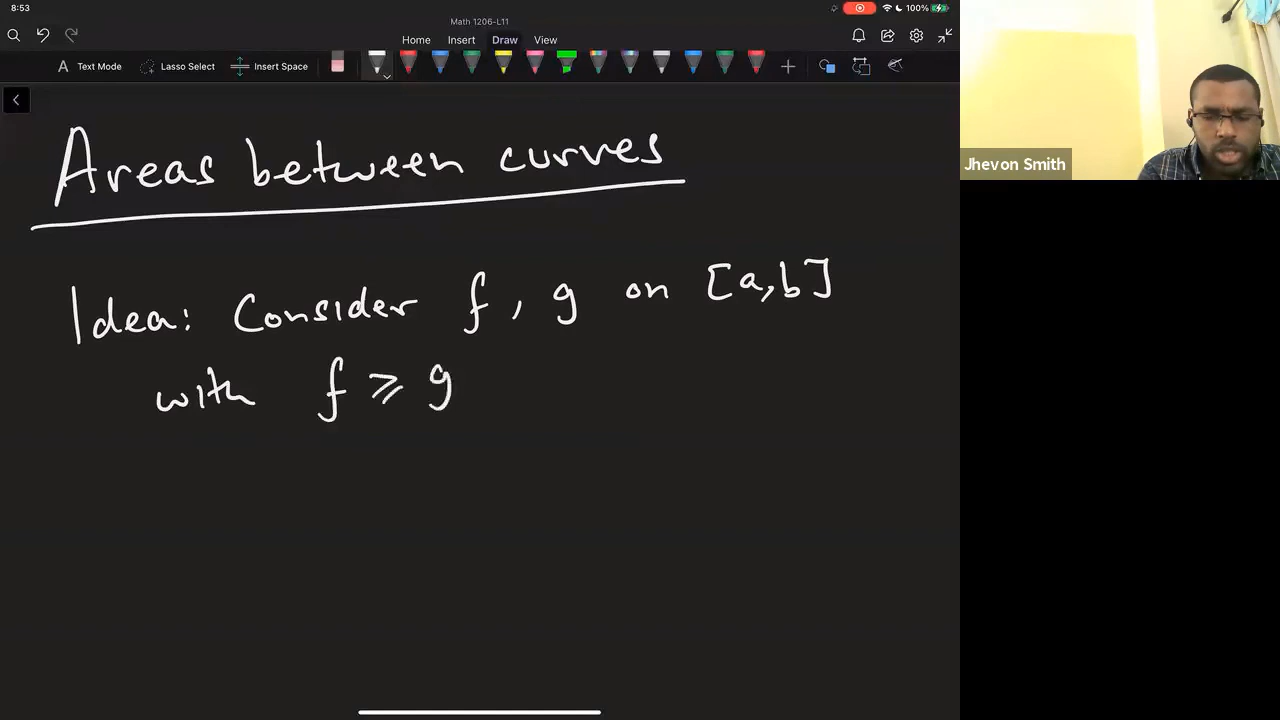 8:53
100%
Math 1206-L11
Home Insert Draw View
Text Mode Lasso Select Insert Space
Jhevon Smith
Areas between curves
Idea: Consider f, g on [a,b]
with f ⩾ g